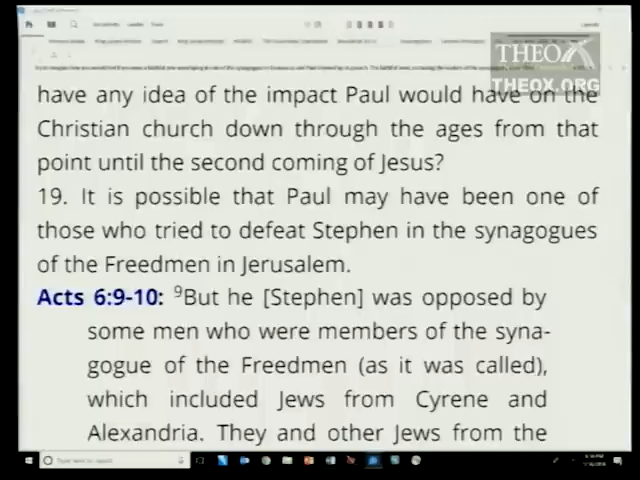 THEOX
THEOX.ORG
have any idea of the impact Paul would have on the
Christian church down through the ages from that
point until the second coming of Jesus?
19. It is possible that Paul may have been one of
those who tried to defeat Stephen in the synagogues
of the Freedmen in Jerusalem.
Acts 6:9-10: ⁹But he [Stephen] was opposed by
some men who were members of the syna-
gogue of the Freedmen (as it was called),
which included Jews from Cyrene and
Alexandria. They and other Jews from the